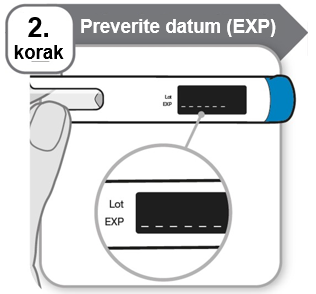 2.
korak
Preverite datum (EXP)
Lot
EXP
Lot
EXP